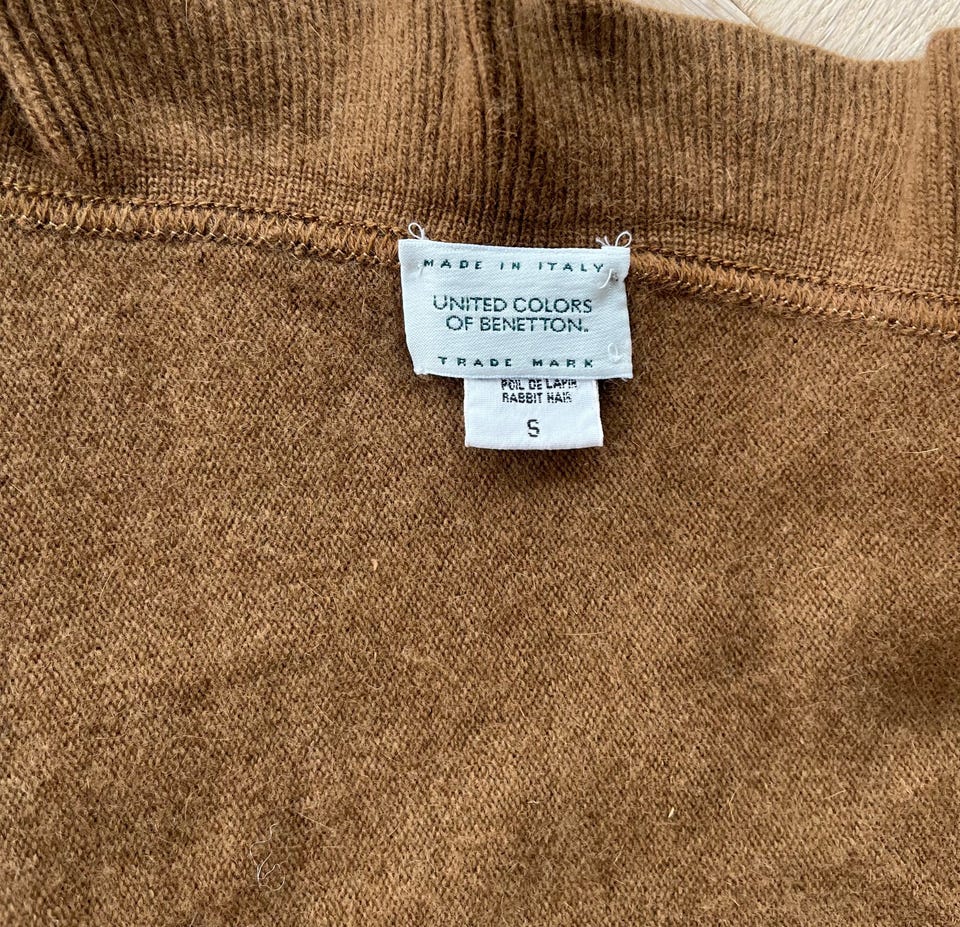 MADE IN ITALY
UNITED COLORS
OF BENETTON.
TRADE MARK
POIL DE LAPIN
RABBIT HAIR
S